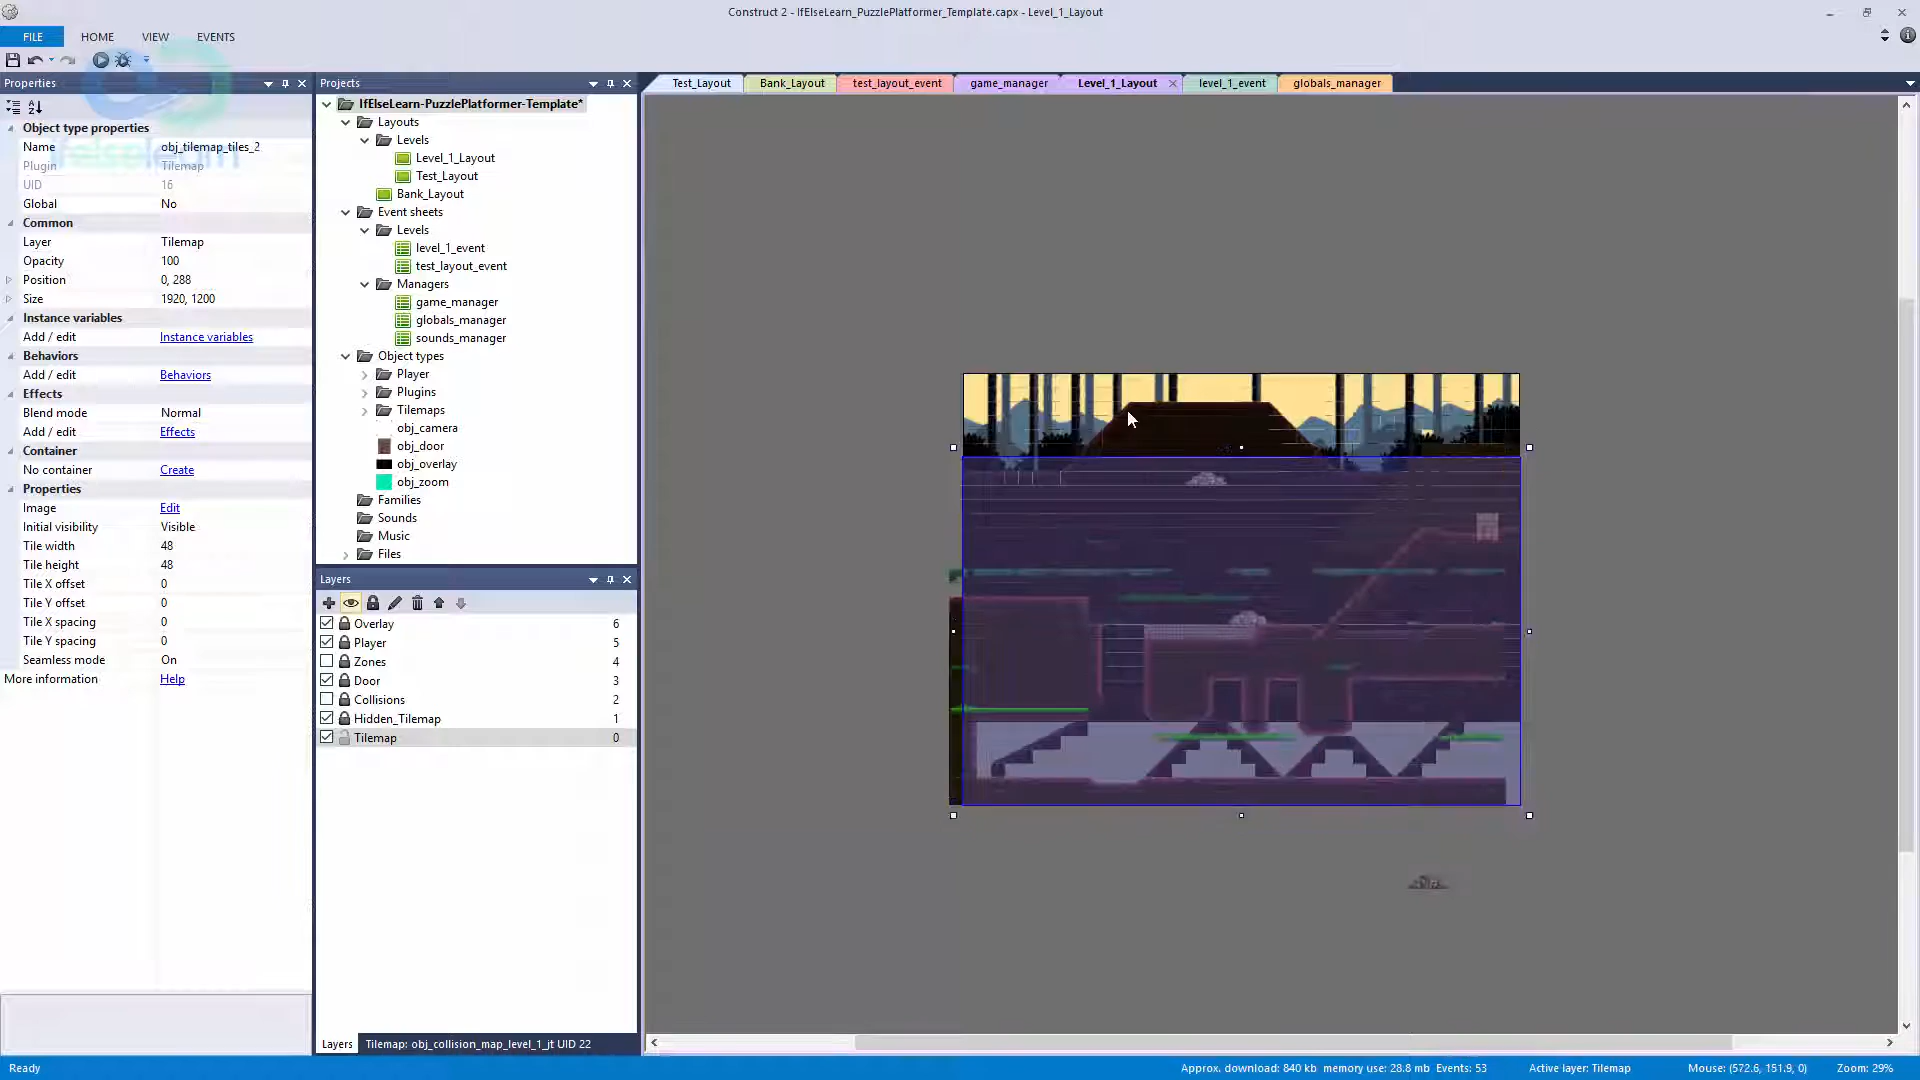 Construct 2 - IfElseLearn_PuzzlePlatformer_Template.capx - Level_1_Layout
FILE HOME VIEW EVENTS
Properties
Object type properties
Name obj_tilemap_tiles_2
Plugin Tilemap
UID 16
Global No
Common
Layer Tilemap
Opacity 100
Position 0, 288
Size 1920, 1200
Instance variables
Add / edit Instance variables
Behaviors
Add / edit Behaviors
Effects
Blend mode Normal
Add / edit Effects
Container
No container Create
Properties
Image Edit
Initial visibility Visible
Tile width 48
Tile height 48
Tile X offset 0
Tile Y offset 0
Tile X spacing 0
Tile Y spacing 0
Seamless mode On
More information Help
ifelselearn
Projects
IfElseLearn-PuzzlePlatformer-Template*
Layouts
Levels
Level_1_Layout
Test_Layout
Bank_Layout
Event sheets
Levels
level_1_event
test_layout_event
Managers
game_manager
globals_manager
sounds_manager
Object types
Player
Plugins
Tilemaps
obj_camera
obj_door
obj_overlay
obj_zoom
Families
Sounds
Music
Files
Layers
Overlay 6
Player 5
Zones 4
Door 3
Collisions 2
Hidden_Tilemap 1
Tilemap 0
Layers Tilemap: obj_collision_map_level_1_jt UID 22
Test_Layout Bank_Layout test_layout_event game_manager Level_1_Layout level_1_event globals_manager
Ready Approx. download: 840 kb memory use: 28.8 mb Events: 53 Active layer: Tilemap Mouse: (572.6, 151.9, 0) Zoom: 29%